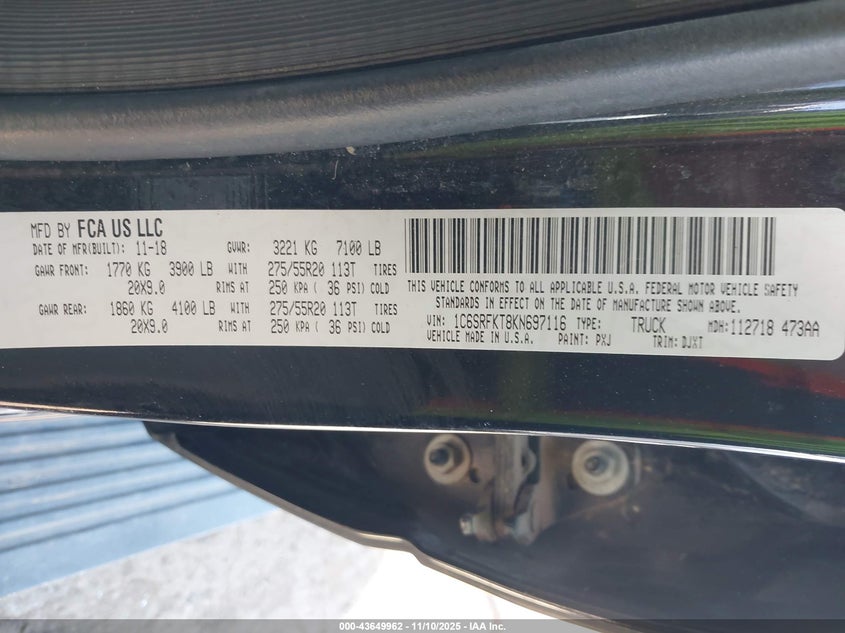 MFD BY FCA US LLC
DATE OF MFR(BUILT): 11-18 GVWR: 3221 KG 7100 LB
GAWR FRONT: 1770 KG 3900 LB WITH 275/55R20 113T TIRES
20X9.0 RIMS AT 250 KPA ( 36 PSI) COLD
GAWR REAR: 1860 KG 4100 LB WITH 275/55R20 113T TIRES
20X9.0 RIMS AT 250 KPA ( 36 PSI) COLD
THIS VEHICLE CONFORMS TO ALL APPLICABLE U.S.A. FEDERAL MOTOR VEHICLE SAFETY
STANDARDS IN EFFECT ON THE DATE OF MANUFACTURE SHOWN ABOVE.
VIN: 1C6SRFKT8KN697116 TYPE: TRUCK MDH:112718 473AA
VEHICLE MADE IN U.S.A. PAINT: PXJ TRIM: DJXT
000-43649962 - 11/10/2025 - IAA Inc.